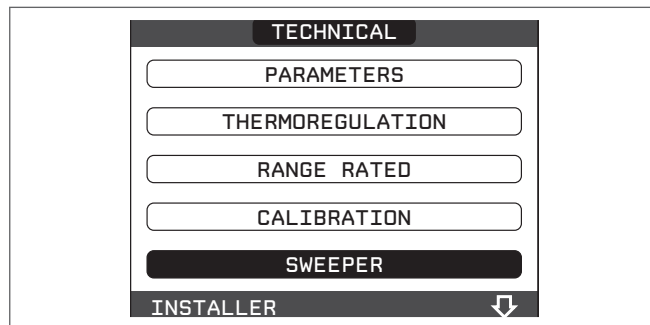 TECHNICAL
PARAMETERS
THERMOREGULATION
RANGE RATED
CALIBRATION
SWEEPER
INSTALLER